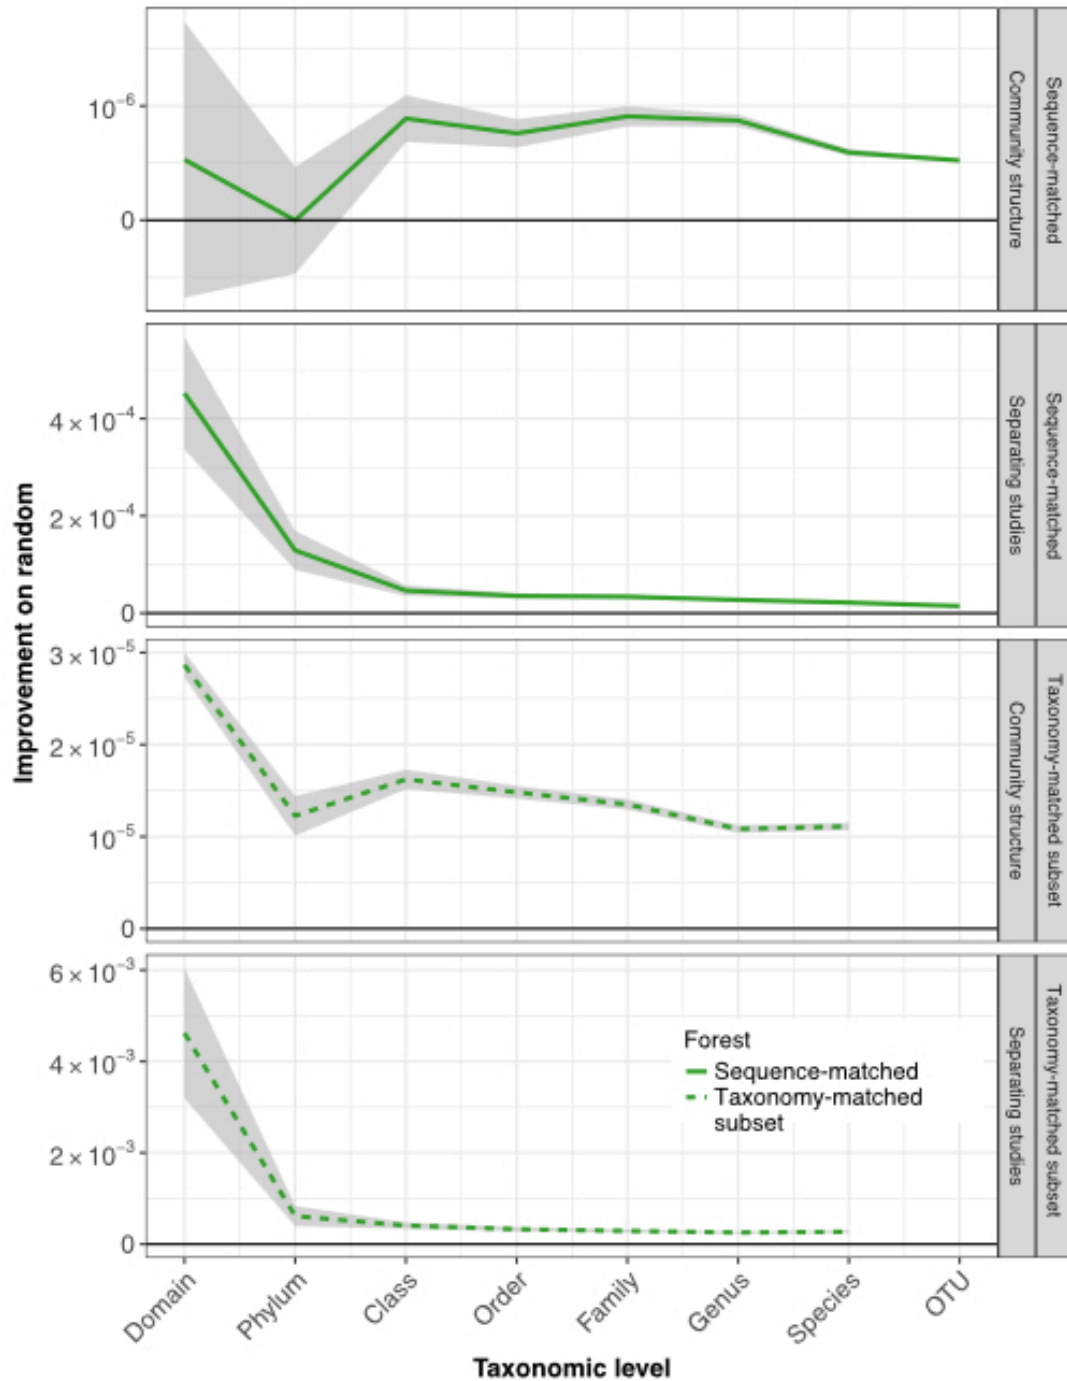 10⁻⁶
0
Community structure
Sequence-matched
4 × 10⁻⁴
2 × 10⁻⁴
0
Separating studies
Sequence-matched
3 × 10⁻⁵
2 × 10⁻⁵
10⁻⁵
0
Community structure
Taxonomy-matched subset
6 × 10⁻³
4 × 10⁻³
2 × 10⁻³
0
Separating studies
Taxonomy-matched subset
Forest
Sequence-matched
Taxonomy-matched
subset
Improvement on random
Domain
Phylum
Class
Order
Family
Genus
Species
OTU
Taxonomic level